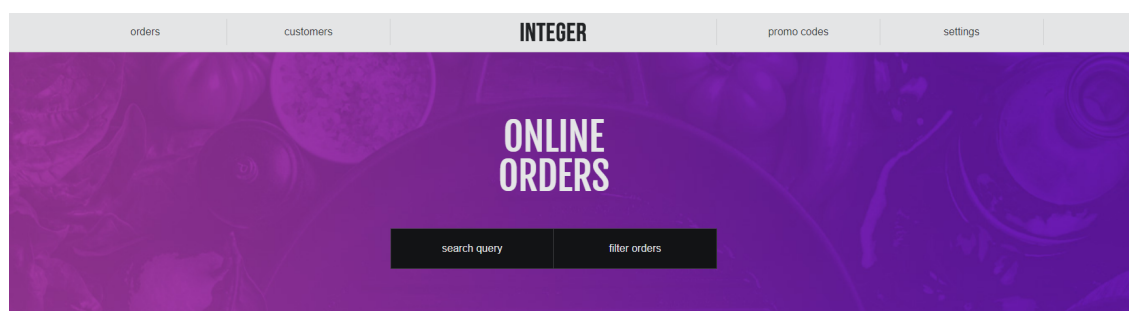 orders customers INTEGER promo codes settings
ONLINE
ORDERS
search query filter orders